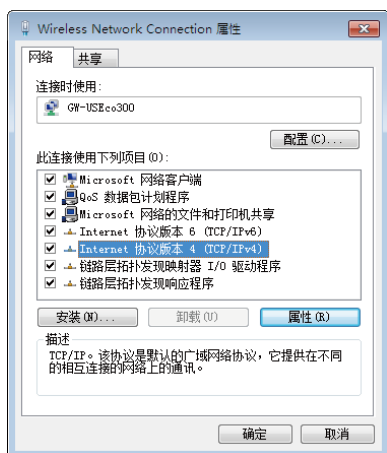 Wireless Network Connection 属性
网络 共享
连接时使用:
GW-USEco300
配置(C)...
此连接使用下列项目(O):
Microsoft 网络客户端
QoS 数据包计划程序
Microsoft 网络的文件和打印机共享
Internet 协议版本 6 (TCP/IPv6)
Internet 协议版本 4 (TCP/IPv4)
链路层拓扑发现映射器 I/O 驱动程序
链路层拓扑发现响应程序
安装(N)... 卸载(U) 属性(R)
描述
TCP/IP。该协议是默认的广域网络协议，它提供在不同
的相互连接的网络上的通讯。
确定 取消